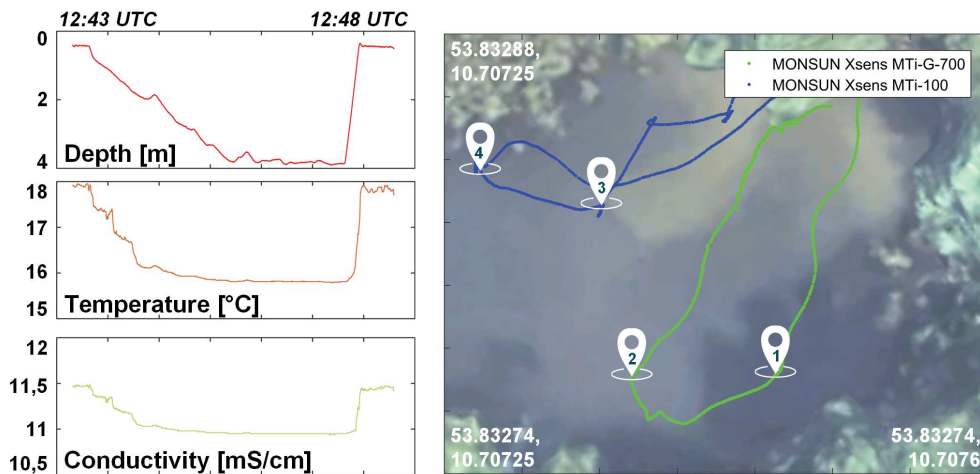 12:43 UTC
12:48 UTC
0
2
4
Depth [m]
18
16
15
Temperature [°C]
12
11,5
11
10,5
Conductivity [mS/cm]
53.83288,
10.70725
MONSUN Xsens MTi-G-700
MONSUN Xsens MTi-100
4
3
2
1
53.83274,
10.70725
53.83274,
10.7076